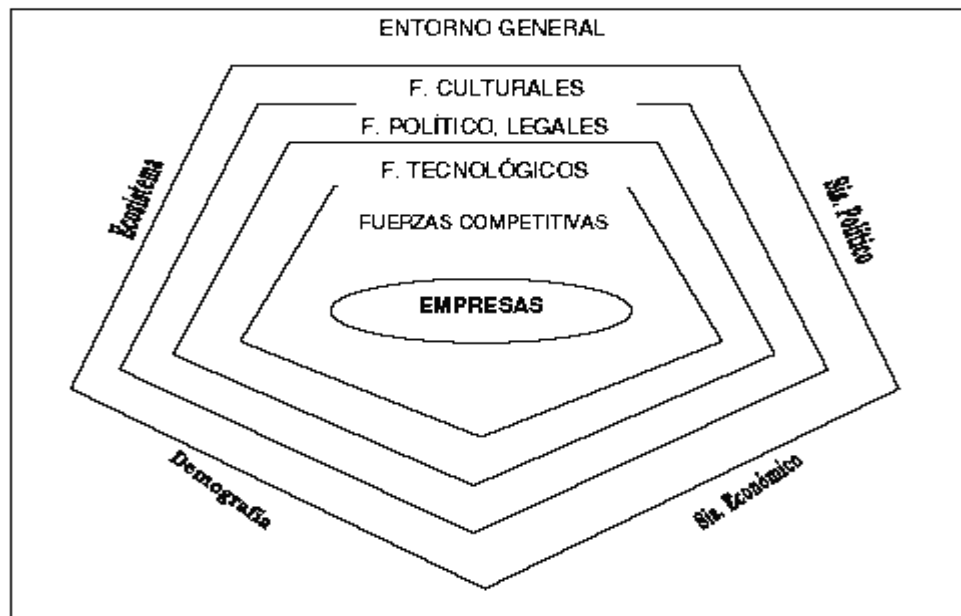 ENTORNO GENERAL
F. CULTURALES
F. POLÍTICO, LEGALES
F. TECNOLÓGICOS
FUERZAS COMPETITIVAS
EMPRESAS
Ecosistema
Sis. Político
Demografía
Sis. Económico